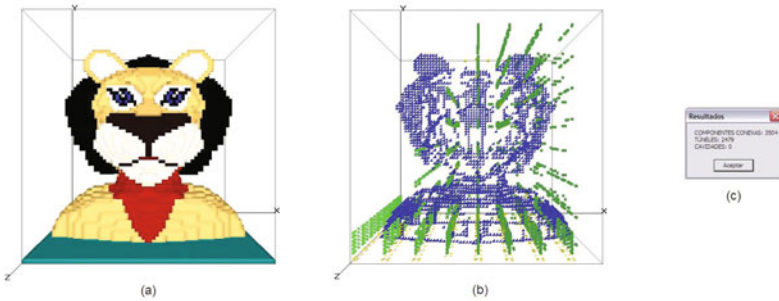 Y
X
Z
(a)
Y
X
Z
(b)
Resultados
COMPONENTES CONEXAS: 3504
TÚNELES: 2479
CAVIDADES: 0
Aceptar
(c)